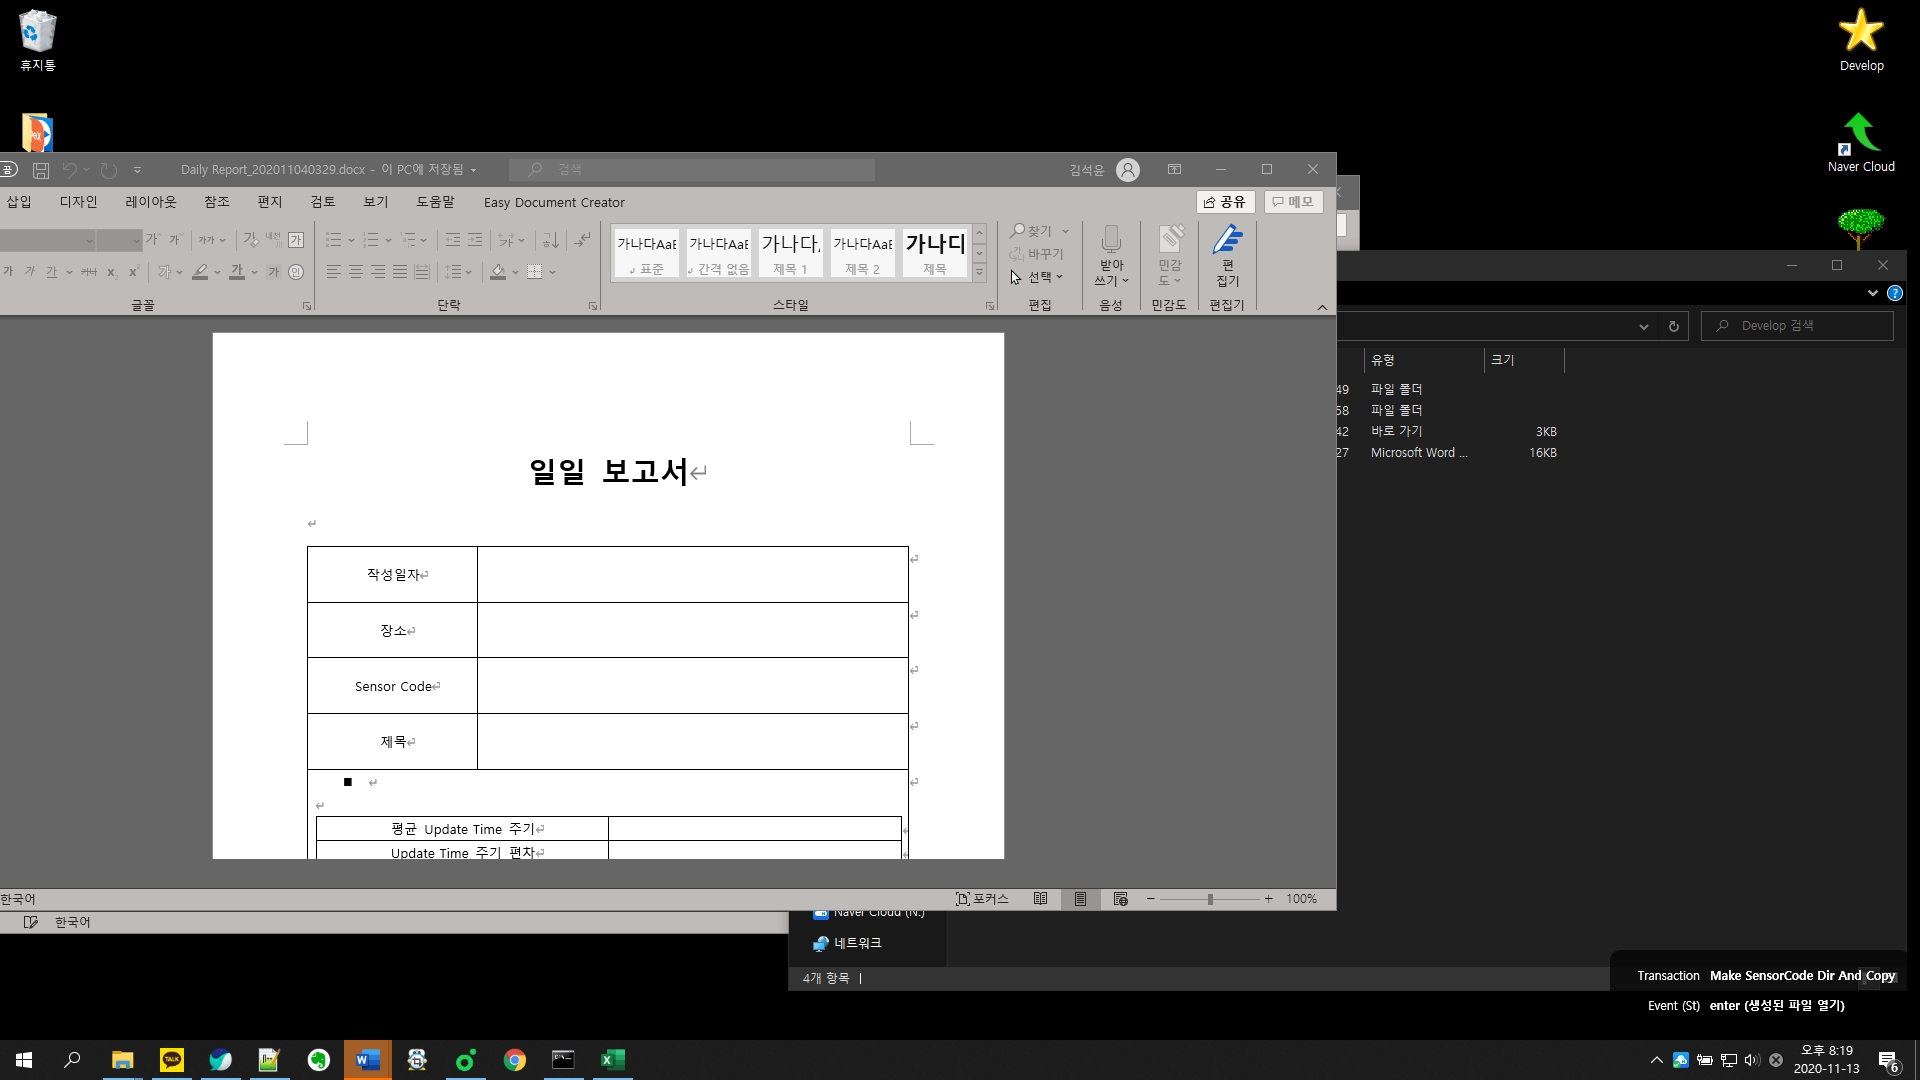 휴지통
Develop
Naver Cloud
Daily Report_202011040329.docx - 이 PC에 저장됨
검색
김석윤
삽입 디자인 레이아웃 참조 편지 검토 보기 도움말 Easy Document Creator
공유 메모
가나다AaB 가나다AaB 가나다, 가나다AaB 가나다
표준 간격 없음 제목 1 제목 2 제목
찾기
바꾸기
선택
받아쓰기
민감도
편집기
글꼴 단락 스타일 편집 음성 민감도 편집기
Develop 검색
유형 크기
49 파일 폴더
58 파일 폴더
42 바로 가기 3KB
27 Microsoft Word ... 16KB
일일 보고서
작성일자
장소
Sensor Code
제목
평균 Update Time 주기
Update Time 주기 편차
한국어
포커스
100%
한국어
Naver Cloud (N:)
네트워크
4개 항목
Transaction Make SensorCode Dir And Copy
Event (St) enter (생성된 파일 열기)
TALK
오후 8:19
2020-11-13
6